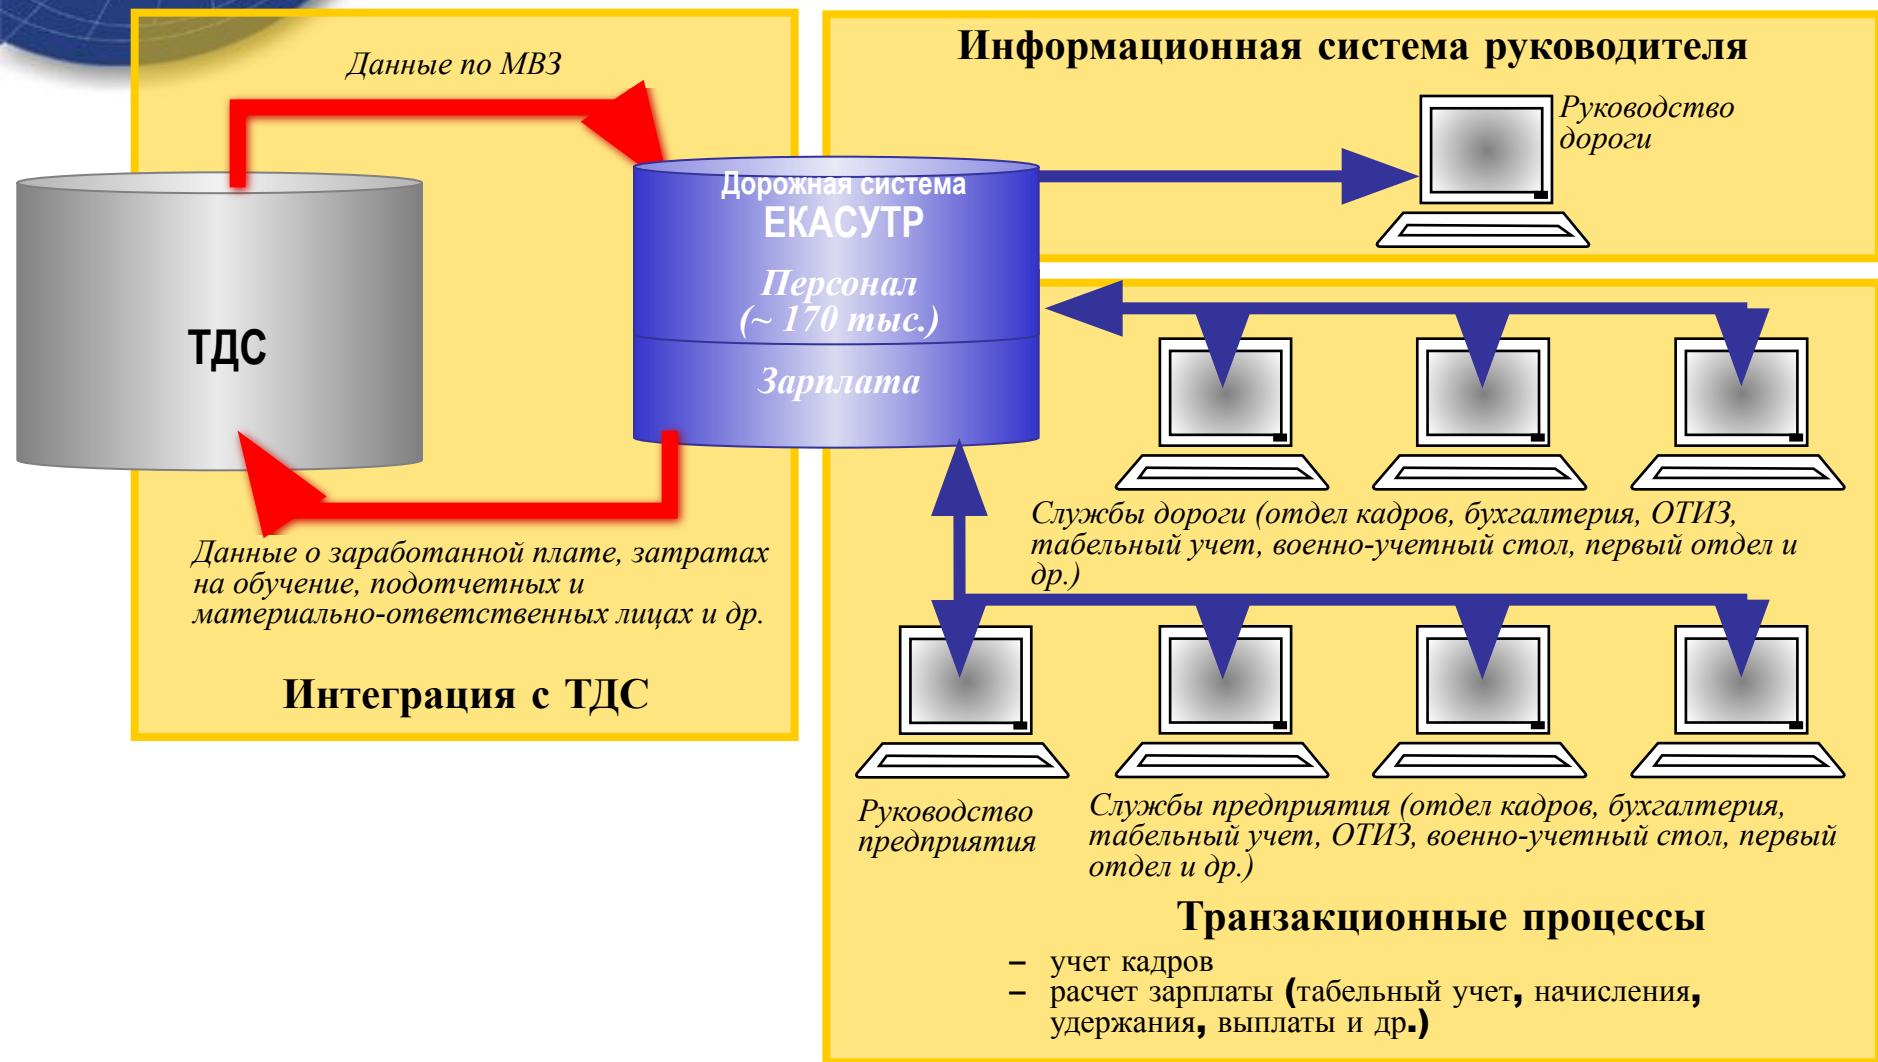 Данные по МВЗ
ТДС
Данные о заработанной плате, затратах
на обучение, подотчетных и
материально-ответственных лицах и др.
Интеграция с ТДС
Дорожная система
ЕКАСУТР
Персонал
(~ 170 тыс.)
Зарплата
Информационная система руководителя
Руководство
дороги
Службы дороги (отдел кадров, бухгалтерия, ОТИЗ,
табельный учет, военно-учетный стол, первый отдел и
др.)
Руководство
предприятия
Службы предприятия (отдел кадров, бухгалтерия,
табельный учет, ОТИЗ, военно-учетный стол, первый
отдел и др.)
Транзакционные процессы
– учет кадров
– расчет зарплаты (табельный учет, начисления,
удержания, выплаты и др.)